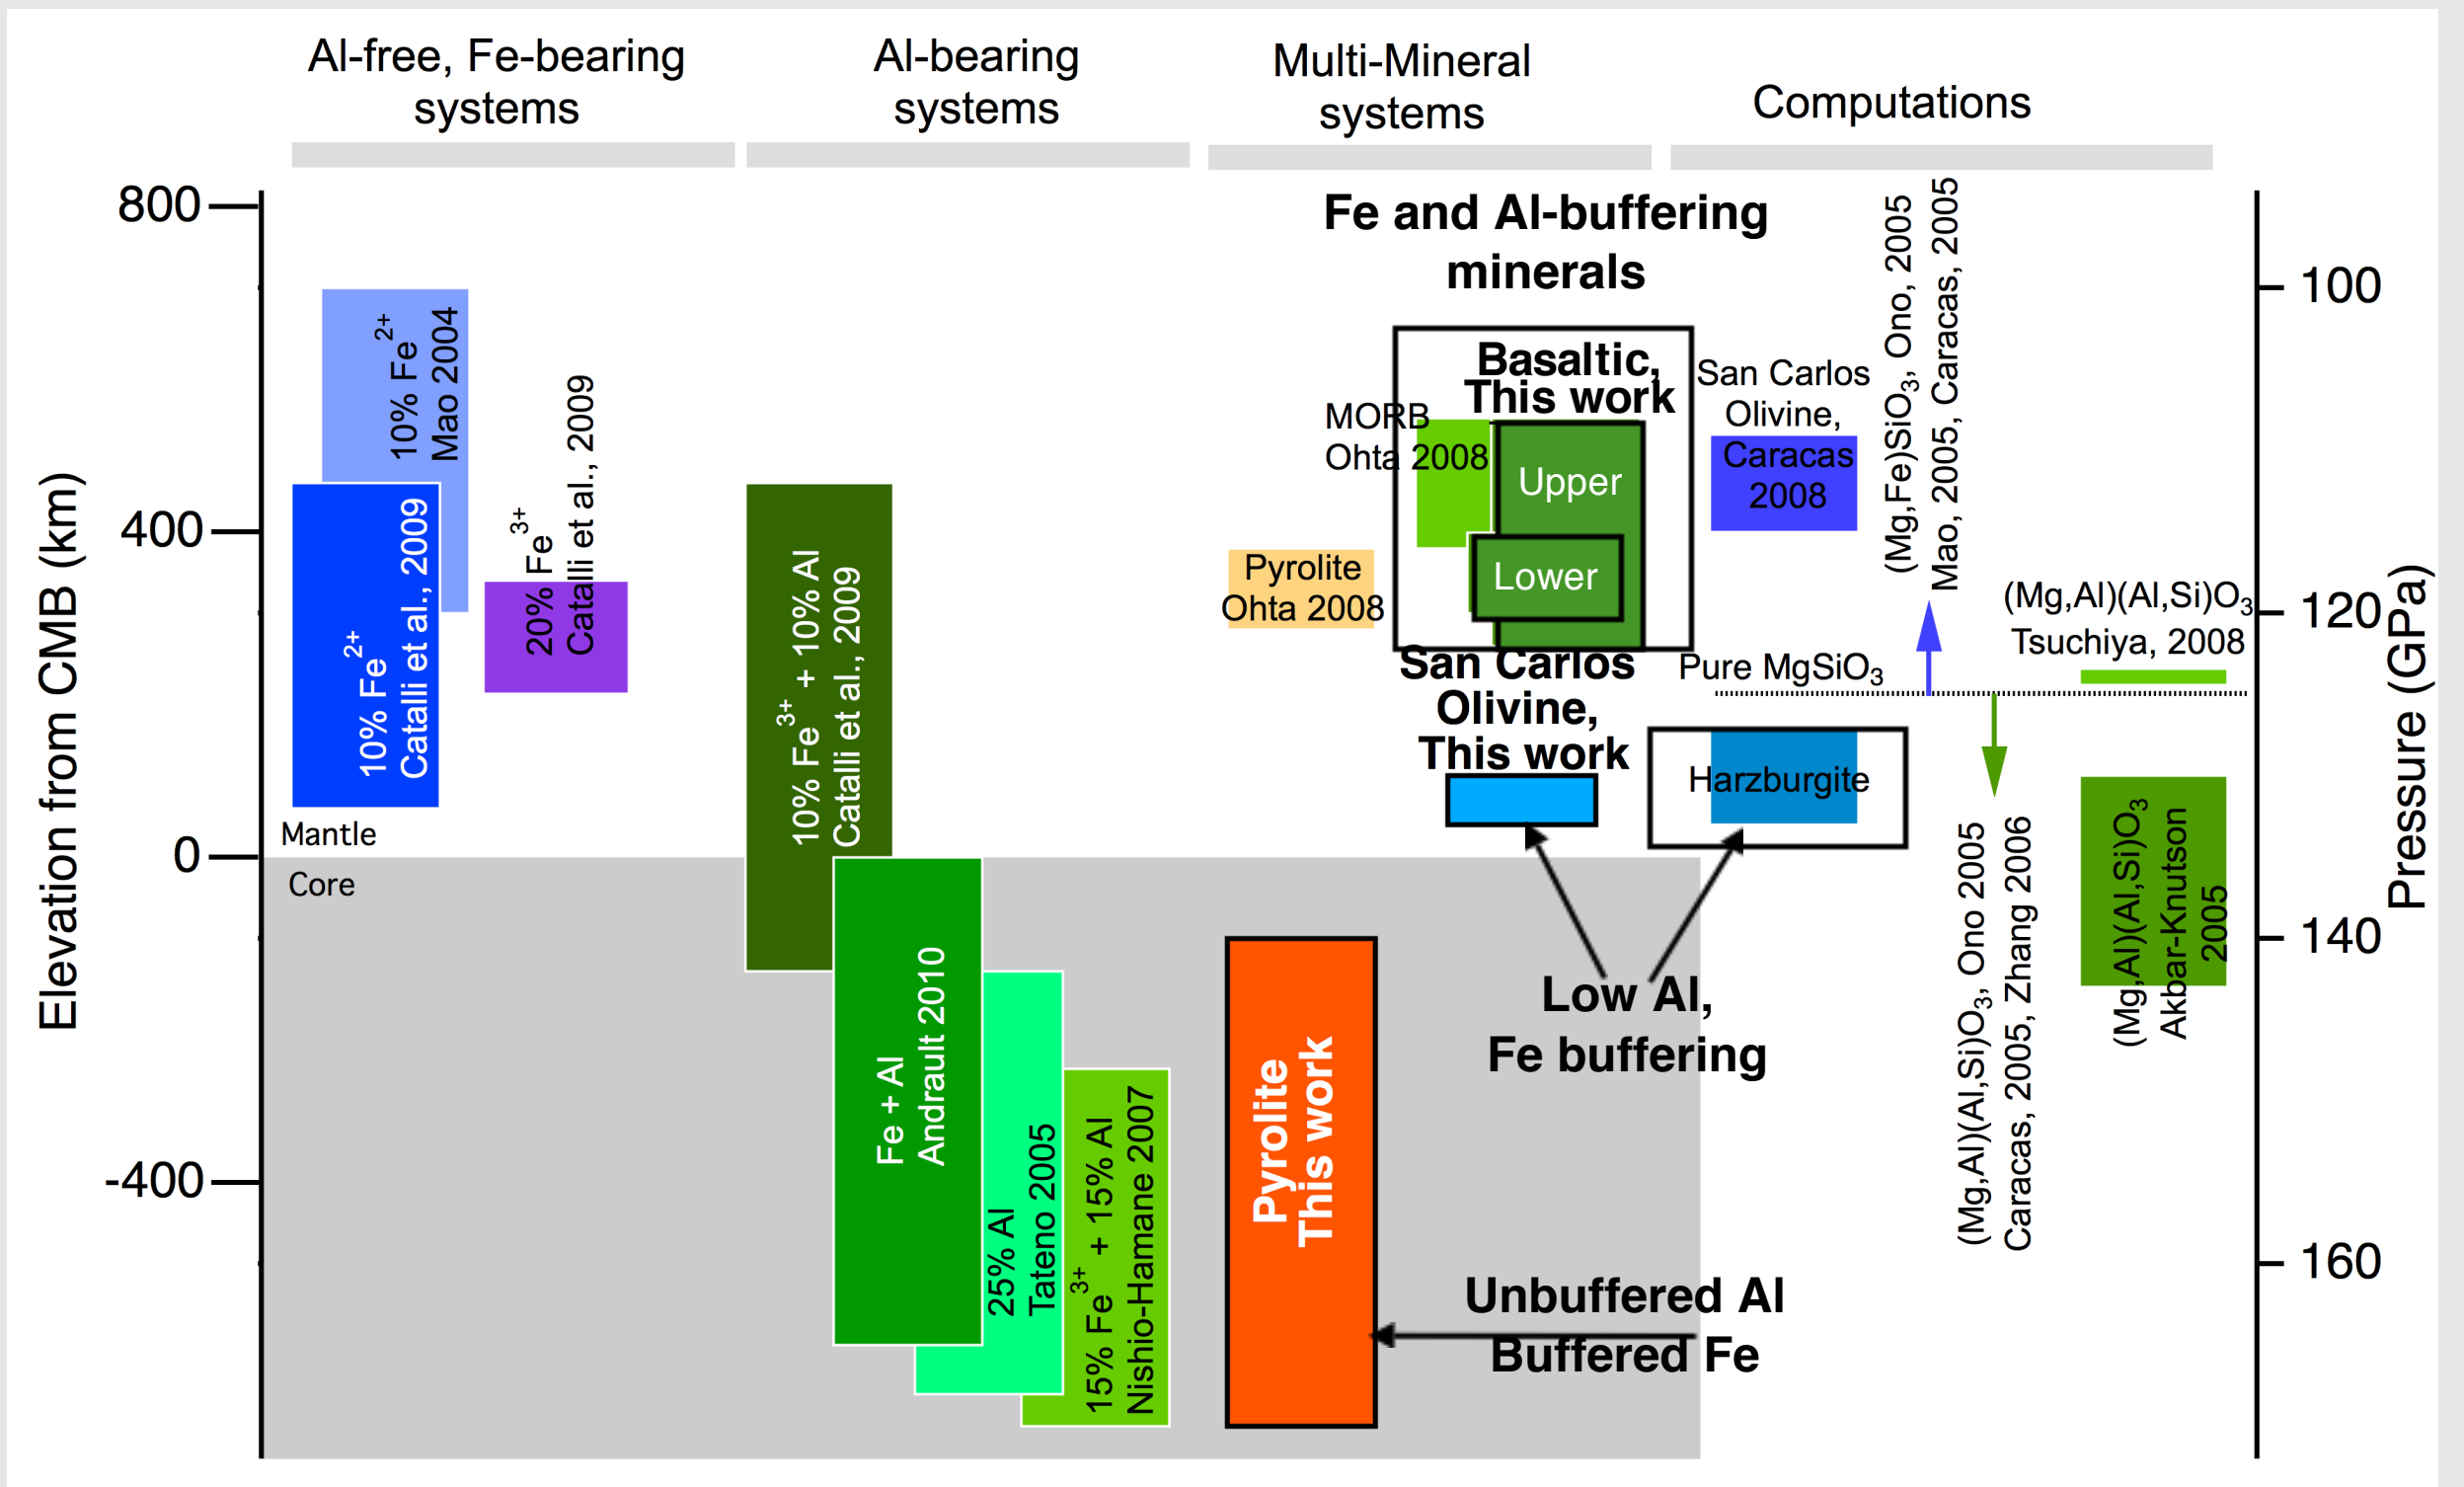 Al-free, Fe-bearing
systems
Al-bearing
systems
Multi-Mineral
systems
Computations
Elevation from CMB (km)
800
400
0
-400
Mantle
Core
10% Fe2+
Mao 2004
10% Fe2+
Catalli et al., 2009
20% Fe3+
Catalli et al., 2009
10% Fe3+ + 10% Al
Catalli et al., 2009
Fe + Al
Andrault 2010
25% Al
Tateno 2005
15% Fe3+ + 15% Al
Nishio-Hamane 2007
Fe and Al-buffering
minerals
Basaltic,
This work
MORB
Ohta 2008
Upper
Lower
Pyrolite
Ohta 2008
San Carlos
Olivine,
This work
Pyrolite
This work
Low Al,
Fe buffering
Unbuffered Al
Buffered Fe
San Carlos
Olivine,
Caracas
2008
(Mg,Fe)SiO3, Ono, 2005
Mao, 2005, Caracas, 2005
Pure MgSiO3
(Mg,Al)(Al,Si)O3
Tsuchiya, 2008
Harzburgite
(Mg,Al)(Al,Si)O3, Ono 2005
Caracas, 2005, Zhang 2006
(Mg,Al)(Al,Si)O3
Akbar-Knutson
2005
100
120
140
160
Pressure (GPa)